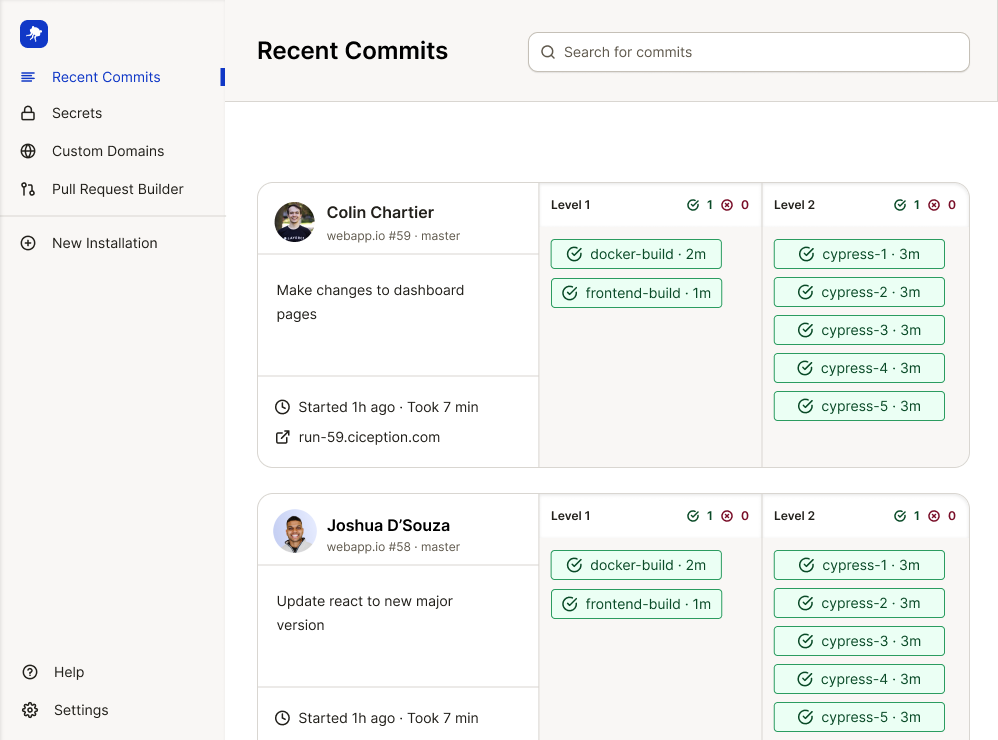 Recent Commits
Secrets
Custom Domains
Pull Request Builder
New Installation
Help
Settings
Recent Commits
Search for commits
Colin Chartier
webapp.io #59 · master
Make changes to dashboard
pages
Started 1h ago · Took 7 min
run-59.ciception.com
Level 1 1 0
docker-build · 2m
frontend-build · 1m
Level 2 1 0
cypress-1 · 3m
cypress-2 · 3m
cypress-3 · 3m
cypress-4 · 3m
cypress-5 · 3m
Joshua D’Souza
webapp.io #58 · master
Update react to new major
version
Started 1h ago · Took 7 min
Level 1 1 0
docker-build · 2m
frontend-build · 1m
Level 2 1 0
cypress-1 · 3m
cypress-2 · 3m
cypress-3 · 3m
cypress-4 · 3m
cypress-5 · 3m